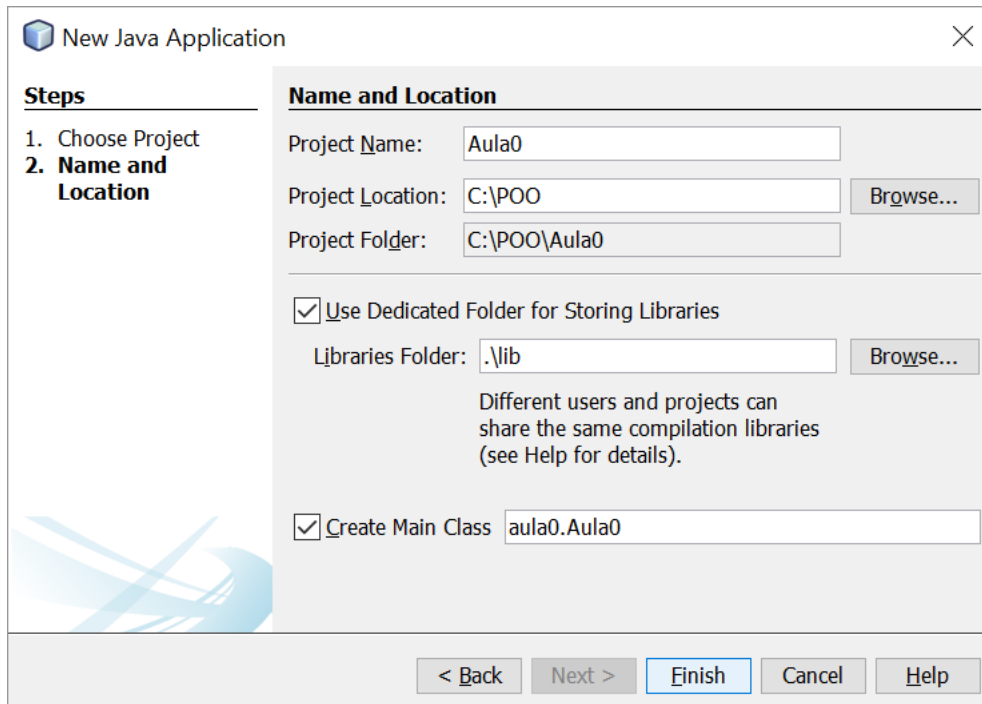 New Java Application
Steps
1. Choose Project
2. Name and
Location
Name and Location
Project Name: Aula0
Project Location: C:\POO Browse...
Project Folder: C:\POO\Aula0
Use Dedicated Folder for Storing Libraries
Libraries Folder: .\lib Browse...
Different users and projects can
share the same compilation libraries
(see Help for details).
Create Main Class aula0.Aula0
< Back Next > Finish Cancel Help